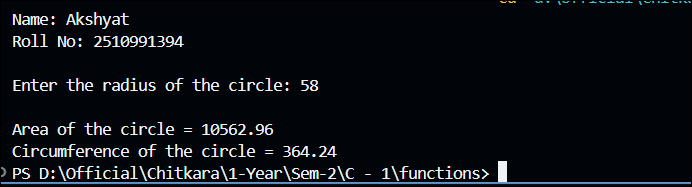 Name: Akshyat
Roll No: 2510991394
Enter the radius of the circle: 58
Area of the circle = 10562.96
Circumference of the circle = 364.24
PS D:\Official\Chitkara\1-Year\Sem-2\C - 1\functions>